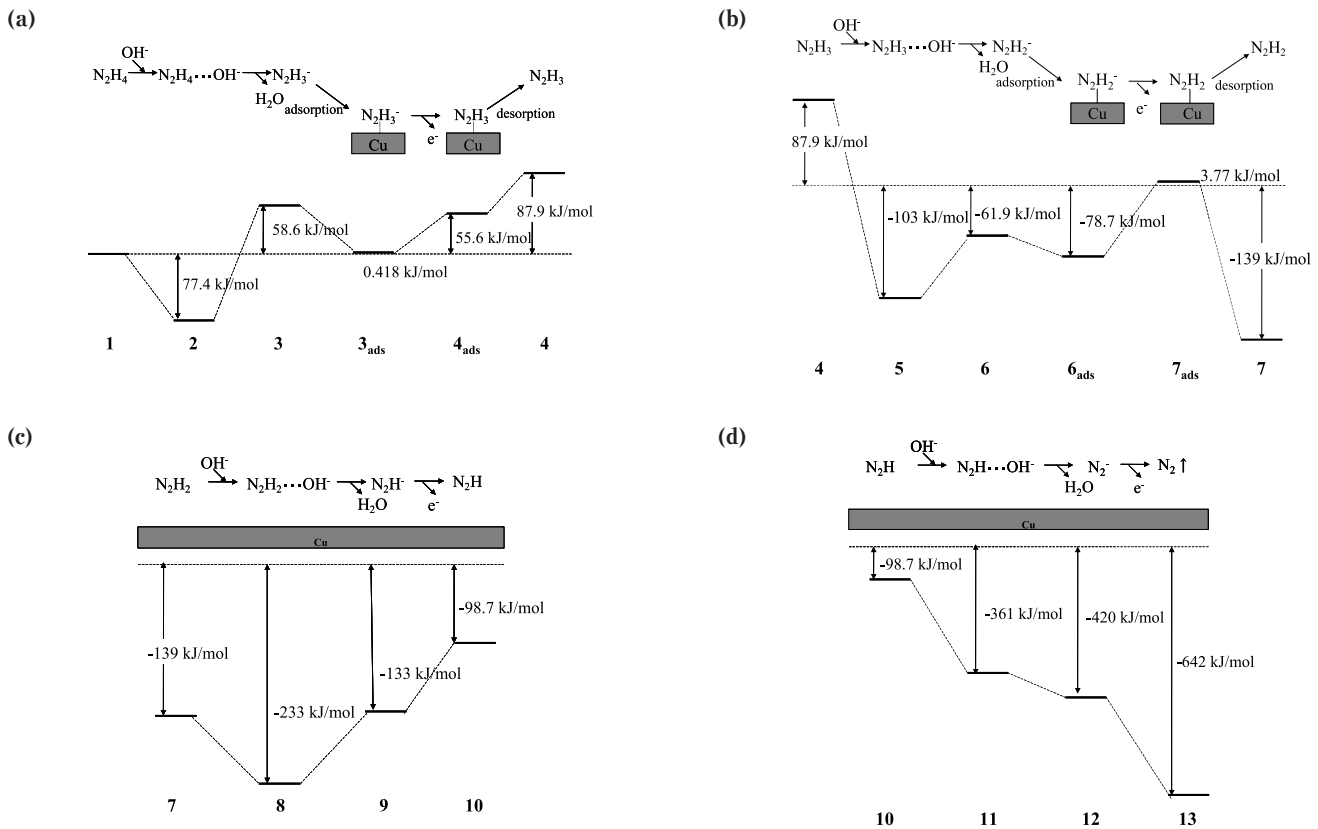 (a)
OH⁻
N₂H₄ N₂H₄•••OH⁻ N₂H₃⁻
H₂O
adsorption
N₂H₃⁻ N₂H₃
e⁻
desorption
N₂H₃
Cu Cu
77.4 kJ/mol
58.6 kJ/mol
0.418 kJ/mol
55.6 kJ/mol
87.9 kJ/mol
1 2 3 3ads 4ads 4
(b)
OH⁻
N₂H₃ N₂H₃•••OH⁻ N₂H₂⁻
H₂O
adsorption
N₂H₂⁻ N₂H₂
e⁻
desorption
N₂H₂
Cu Cu
87.9 kJ/mol
-103 kJ/mol
-61.9 kJ/mol
-78.7 kJ/mol
3.77 kJ/mol
-139 kJ/mol
4 5 6 6ads 7ads 7
(c)
OH⁻
N₂H₂ N₂H₂•••OH⁻ N₂H⁻ N₂H
H₂O e⁻
Cu
-139 kJ/mol
-233 kJ/mol
-133 kJ/mol
-98.7 kJ/mol
7 8 9 10
(d)
OH⁻
N₂H N₂H•••OH⁻ N₂⁻ N₂↑
H₂O e⁻
Cu
-98.7 kJ/mol
-361 kJ/mol
-420 kJ/mol
-642 kJ/mol
10 11 12 13